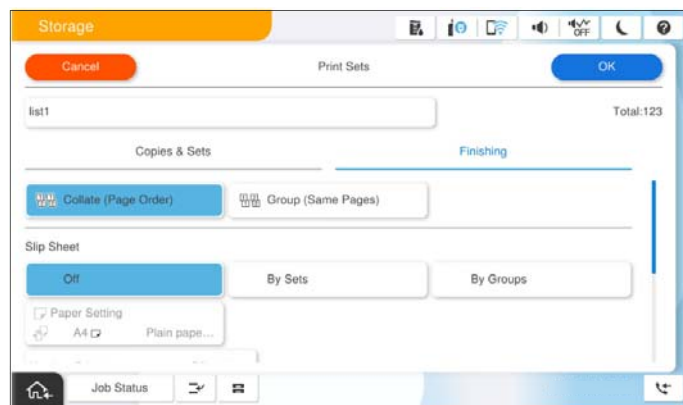 Storage
OFF
Cancel
Print Sets
OK
list1
Total:123
Copies & Sets
Finishing
Collate (Page Order)
Group (Same Pages)
Slip Sheet
Off
By Sets
By Groups
Paper Setting
A4
Plain pape...
Job Status